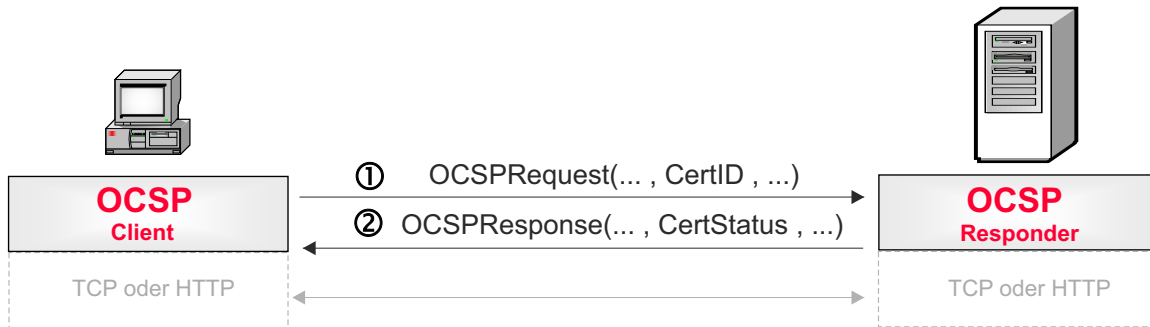 ① OCSPRequest(... , CertID , ...)
OCSP
Client
② OCSPResponse(... , CertStatus , ...)
OCSP
Responder
TCP oder HTTP
TCP oder HTTP